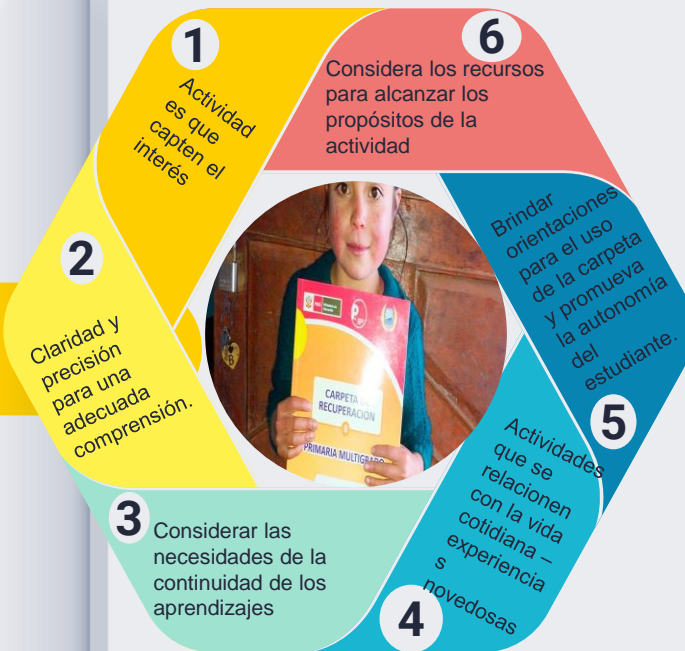 1
Actividad
es que
capten el
interés
2
Claridad y
precisión
para una
adecuada
comprensión.
3
Considerar las
necesidades de la
continuidad de los
aprendizajes
4
Actividades
que se
relacionen
con la vida
cotidiana –
experiencia
s
novedosas
5
Brindar
orientaciones
para el uso
de la carpeta
y promueva
la autonomía
del
estudiante.
6
Considera los recursos
para alcanzar los
propósitos de la
actividad
CARPETA
RECUPERACIÓN
PRIMARIA MULTIGRADO